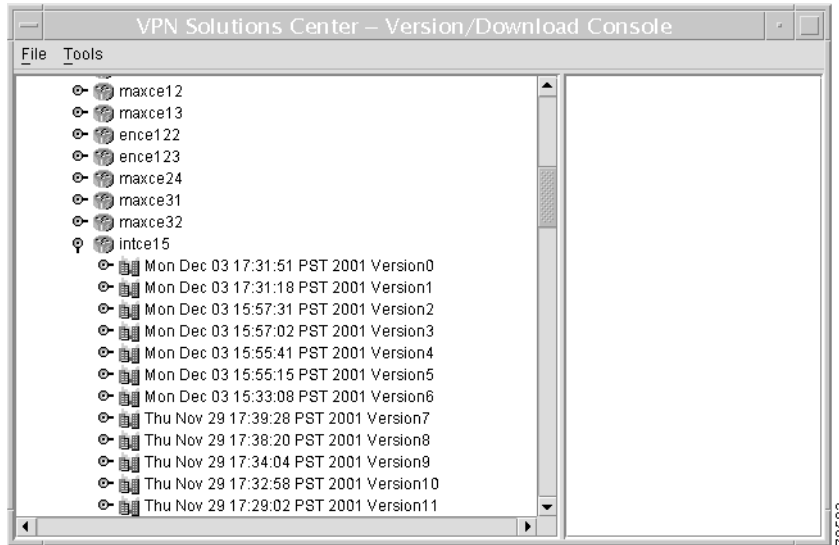 VPN Solutions Center – Version/Download Console
File Tools
maxce12
maxce13
ence122
ence123
maxce24
maxce31
maxce32
intce15
Mon Dec 03 17:31:51 PST 2001 Version0
Mon Dec 03 17:31:18 PST 2001 Version1
Mon Dec 03 15:57:31 PST 2001 Version2
Mon Dec 03 15:57:02 PST 2001 Version3
Mon Dec 03 15:55:41 PST 2001 Version4
Mon Dec 03 15:55:15 PST 2001 Version5
Mon Dec 03 15:33:08 PST 2001 Version6
Thu Nov 29 17:39:28 PST 2001 Version7
Thu Nov 29 17:38:20 PST 2001 Version8
Thu Nov 29 17:34:04 PST 2001 Version9
Thu Nov 29 17:32:58 PST 2001 Version10
Thu Nov 29 17:29:02 PST 2001 Version11